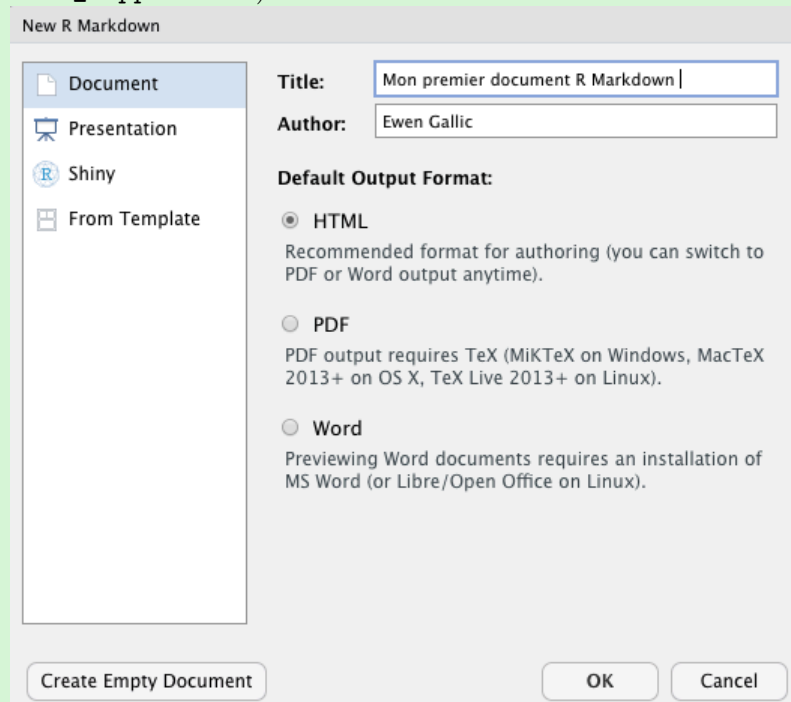 New R Markdown
Document
Presentation
Shiny
From Template
Title: Mon premier document R Markdown
Author: Ewen Gallic
Default Output Format:
HTML
Recommended format for authoring (you can switch to
PDF or Word output anytime).
PDF
PDF output requires TeX (MiKTeX on Windows, MacTeX
2013+ on OS X, TeX Live 2013+ on Linux).
Word
Previewing Word documents requires an installation of
MS Word (or Libre/Open Office on Linux).
Create Empty Document
OK
Cancel